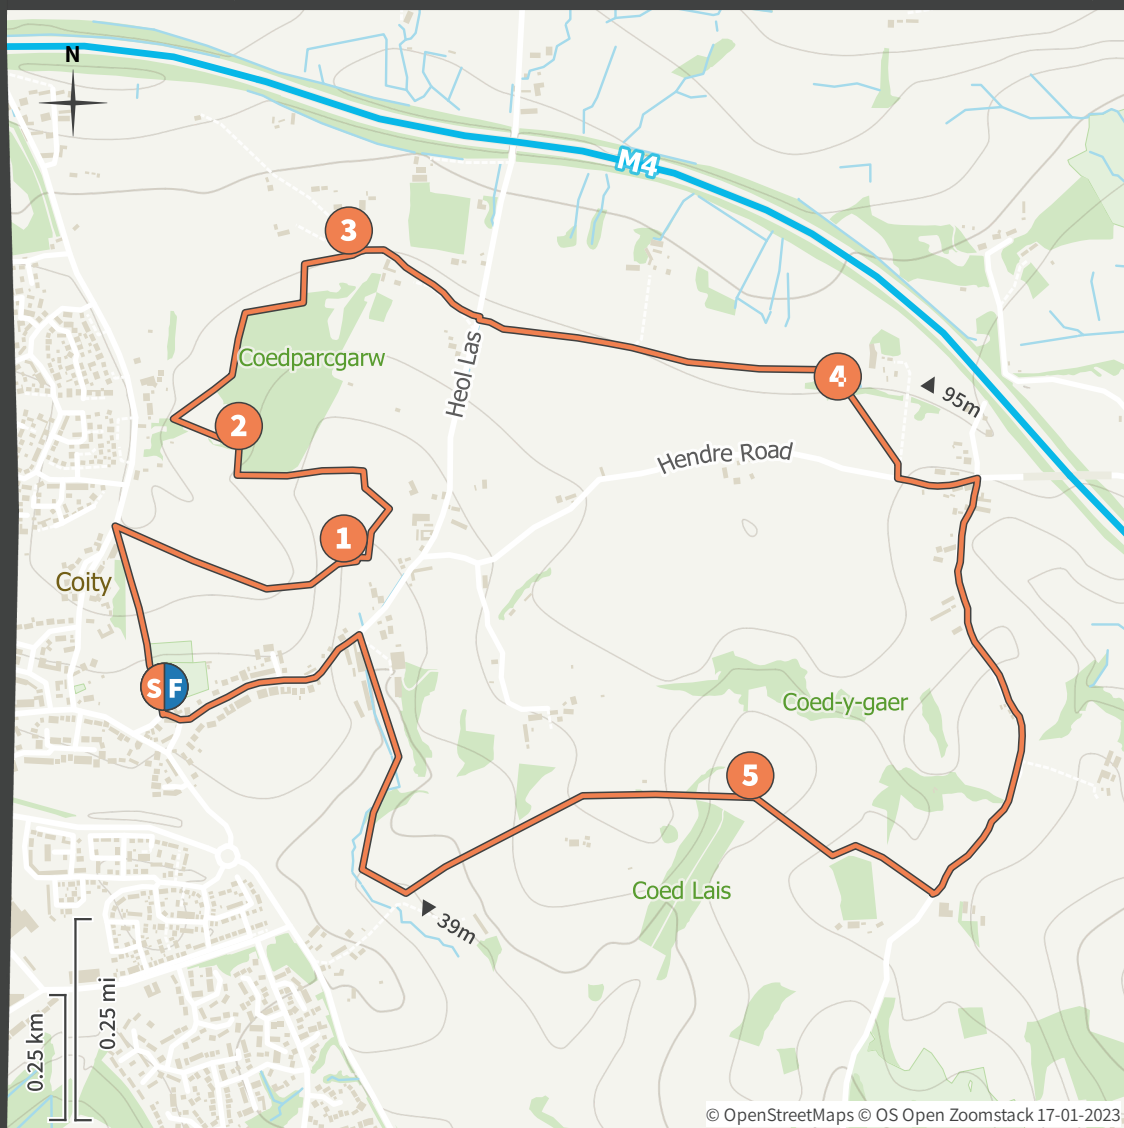 N
M4
3
Heol Las
Coedparcgarw
4
95m
2
Hendre Road
1
Coity
S F
Coed-y-gaer
5
Coed Lais
39m
0.25 km
0.25 mi
© OpenStreetMaps © OS Open Zoomstack 17-01-2023